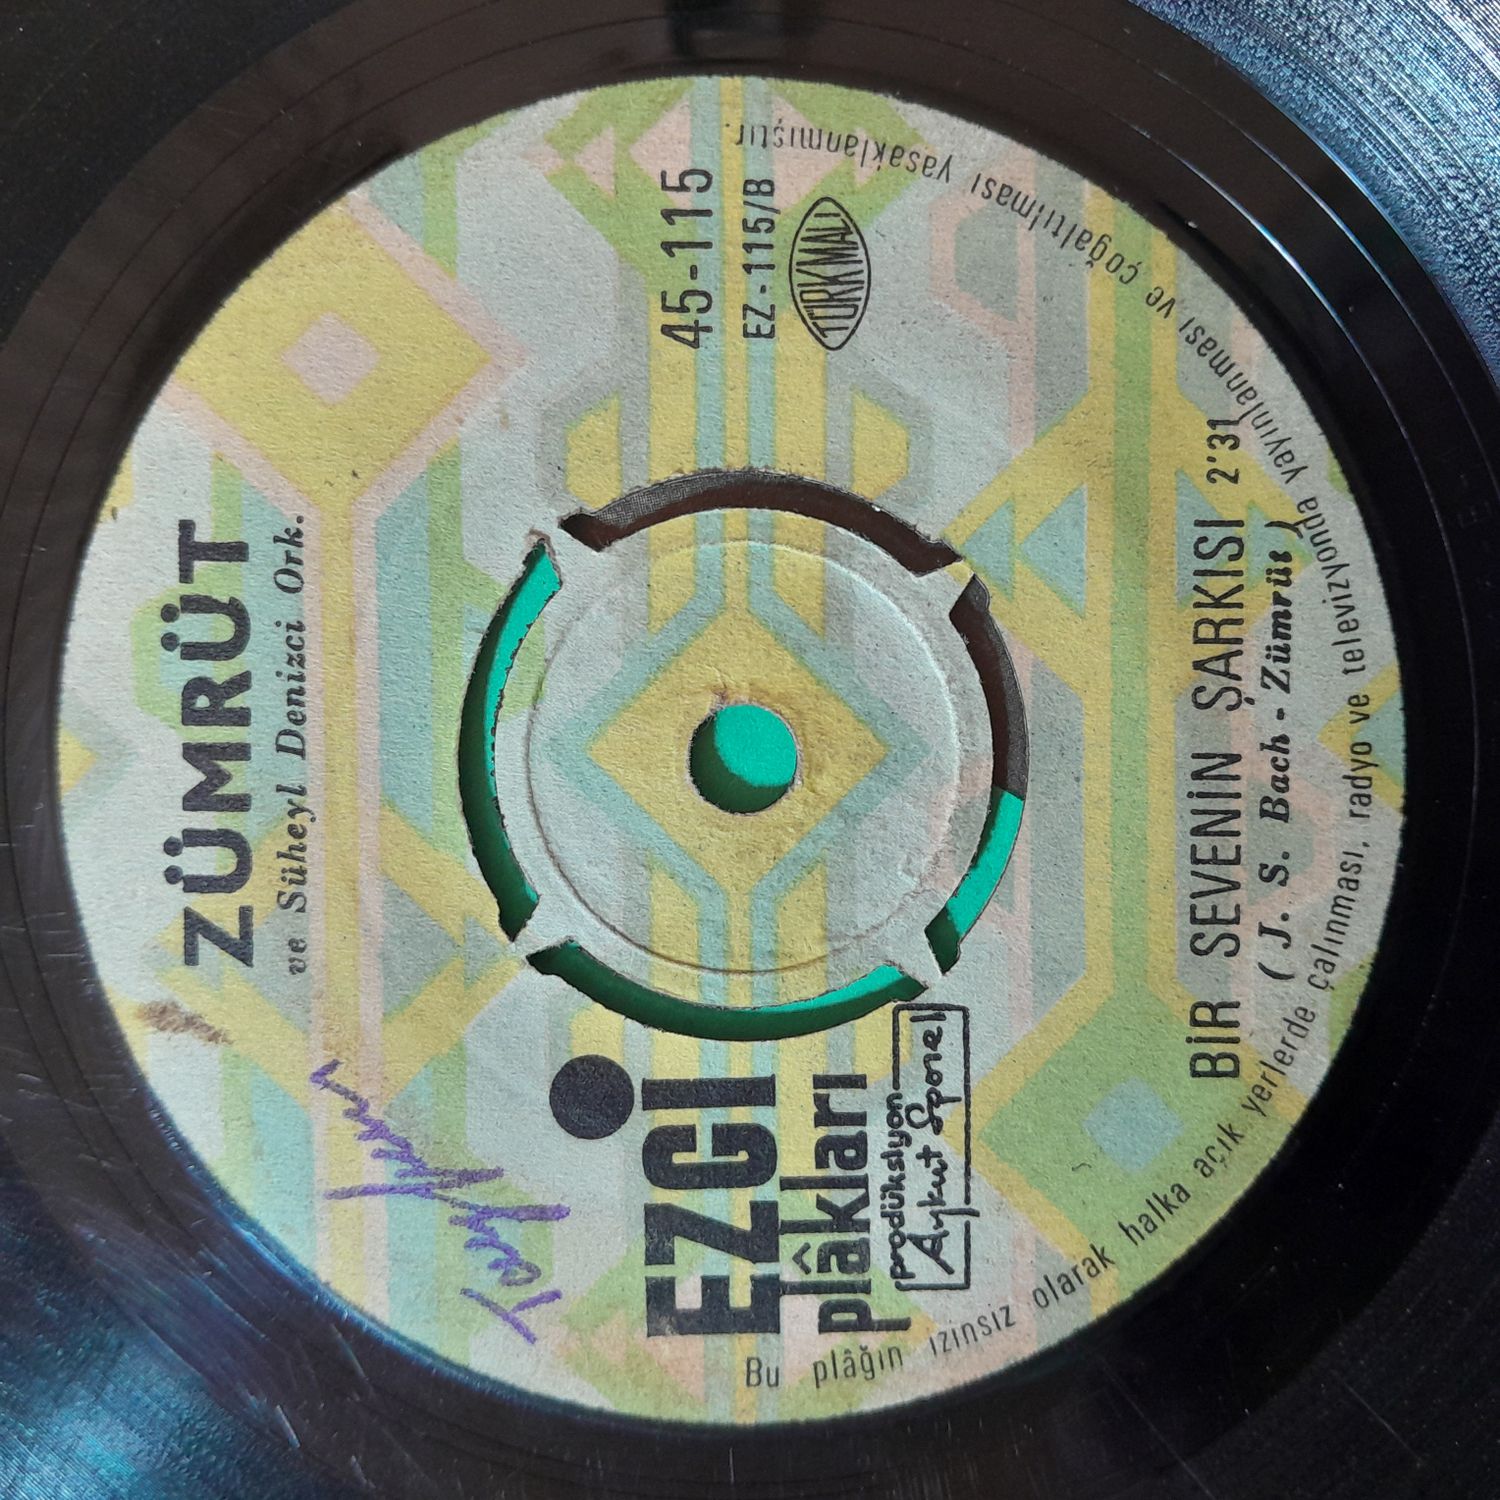 ZÜMRÜT
ve Süheyl Denizci Ork.
EZGİ
plâkları
prodüksiyon
Aykut Sporel
45-115
EZ-115/B
TÜRK MALI
BİR SEVENİN ŞARKISI 2'31
( J. S. Bach - Zümrüt )
Bu plâğın izinsiz olarak halka açık yerlerde çalınması, radyo ve televizyonda yayınlanması ve çoğaltılması yasaklanmıştır.